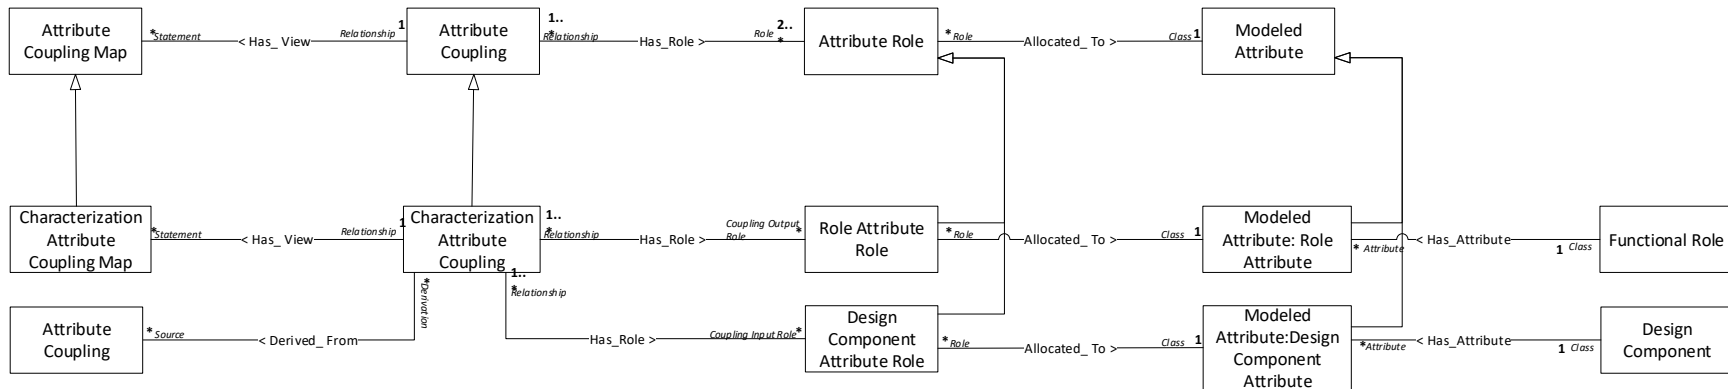 Attribute
Coupling Map
*
Statement
< Has_ View
Relationship
1
Attribute
Coupling
1..
*
Relationship
Has_Role >
Role
2..
*
Attribute Role
*
Role
Allocated_ To >
Class
1
Modeled
Attribute
Characterization
Attribute
Coupling Map
*
Statement
< Has_ View
Relationship
1
Characterization
Attribute
Coupling
1..
*
Relationship
Has_Role >
Coupling Output
Role
*
Role Attribute
Role
*
Role
Allocated_ To >
Class
1
Modeled
Attribute: Role
Attribute
*
Attribute
< Has_Attribute
1
Class
Functional Role
Attribute
Coupling
*
Source
< Derived_ From
*
Derivation
1..
*
Relationship
Has_Role >
Coupling Input Role
*
Design
Component
Attribute Role
*
Role
Allocated_ To >
Class
1
Modeled
Attribute:Design
Component
Attribute
*
Attribute
< Has_Attribute
1
Class
Design
Component